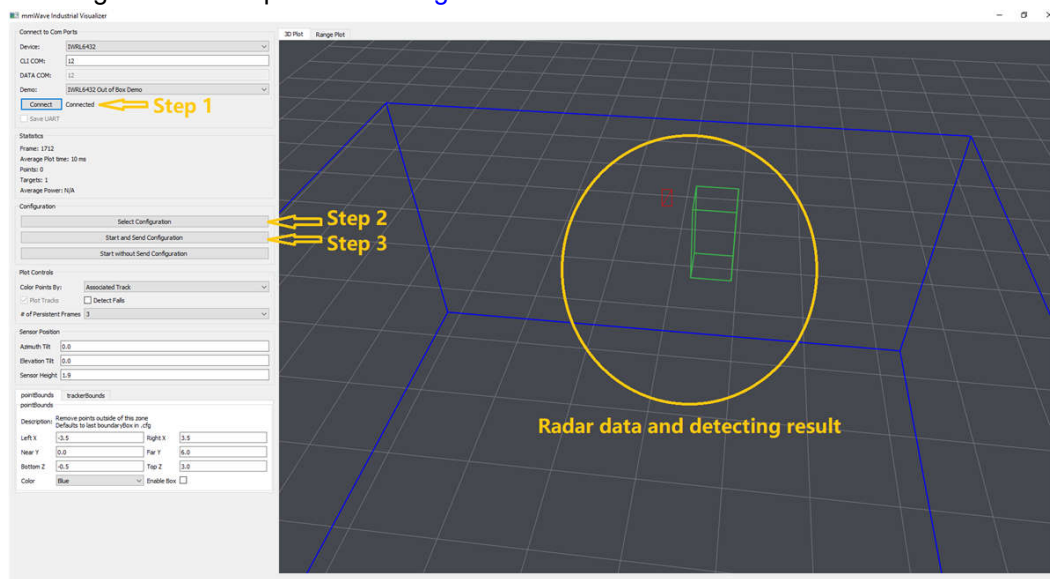 mmWave Industrial Visualizer
Connect to Com Ports
Device: IWRL6432
CLI COM: 12
DATA COM: 12
Demo: IWRL6432 Out of Box Demo
Connect Connected Step 1
Save UART
Statistics
Frame: 1712
Average Plot time: 10 ms
Points: 0
Targets: 1
Average Power: N/A
Configuration
Select Configuration Step 2
Start and Send Configuration Step 3
Start without Send Configuration
Plot Controls
Color Points By: Associated Track
Plot Tracks Detect Falls
# of Persistent Frames 3
Sensor Position
Azmuth Tilt 0.0
Elevation Tilt 0.0
Sensor Height 1.9
pointBounds trackerBounds
pointBounds
Description: Remove points outside of this zone
Defaults to last boundaryBox in .cfg
Left X -3.5 Right X 3.5
Near Y 0.0 Far Y 6.0
Bottom Z -0.5 Top Z 3.0
Color Blue Enable Box
3D Plot Range Plot
Radar data and detecting result